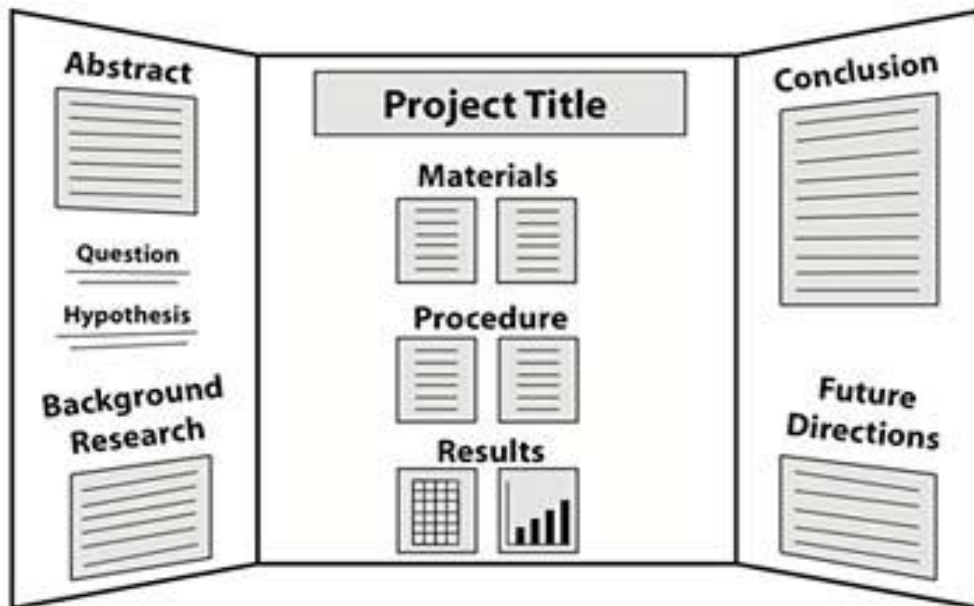 Abstract
Question
Hypothesis
Background
Research
Project Title
Materials
Procedure
Results
Conclusion
Future
Directions